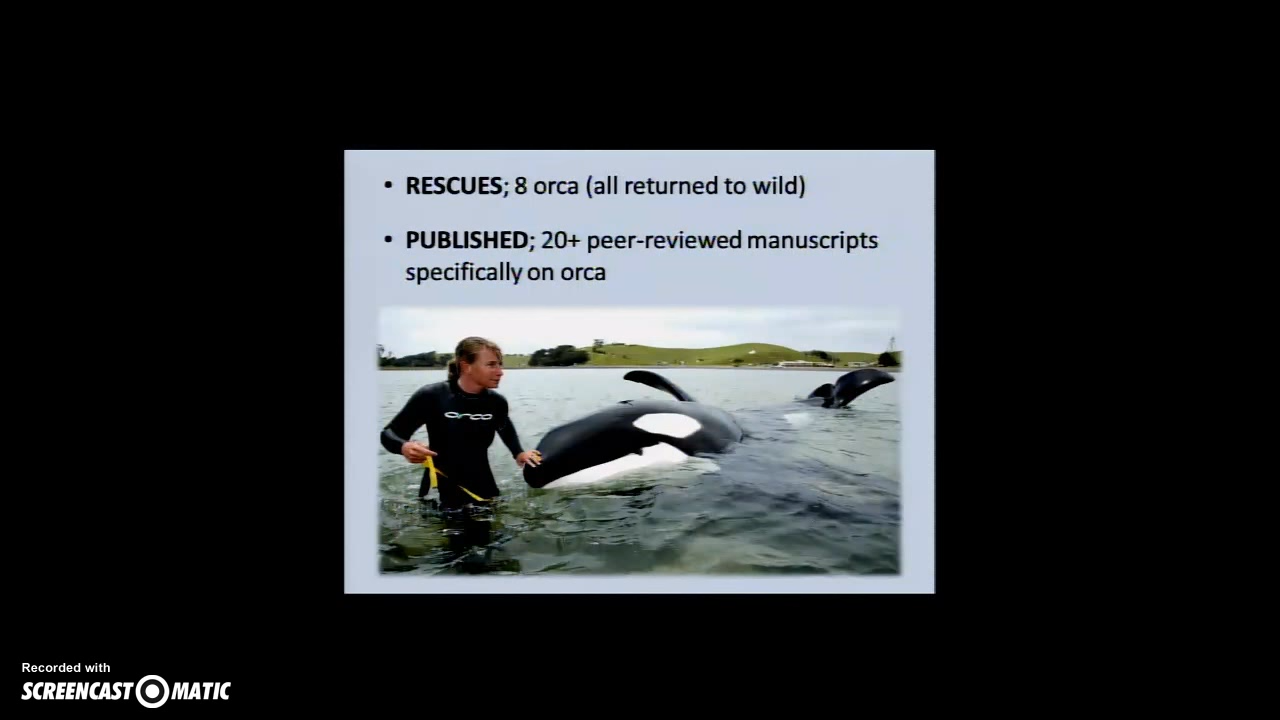 • RESCUES; 8 orca (all returned to wild)
• PUBLISHED; 20+ peer-reviewed manuscripts
specifically on orca
orca
Recorded with
SCREENCAST MATIC